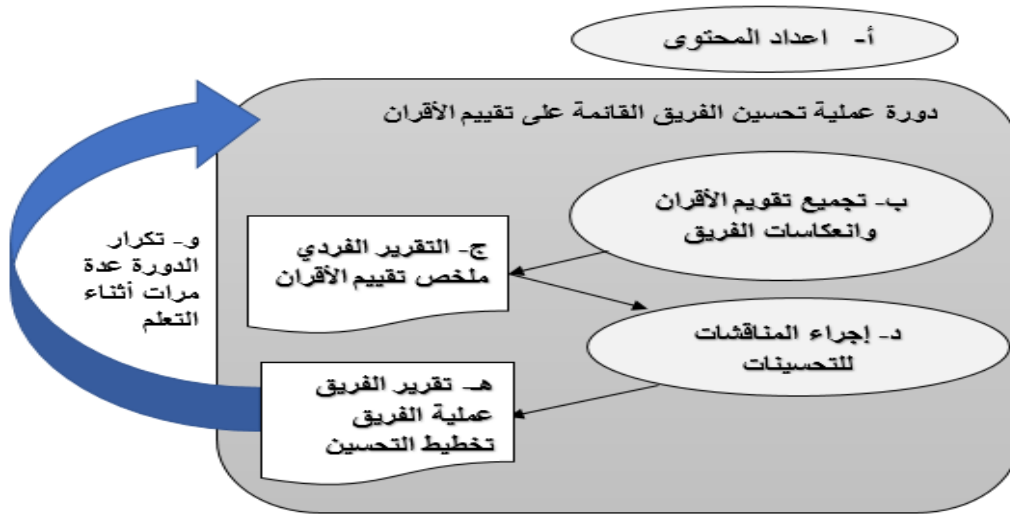 أ- اعداد المحتوى
دورة عملية تحسين الفريق القائمة على تقييم الأقران
ب- تجميع تقويم الأقران
وانعكاسات الفريق
ج- التقرير الفردي
ملخص تقييم الأقران
د- إجراء المناقشات
للتحسينات
هـ- تقرير الفريق
عملية الفريق
تخطيط التحسين
و- تكرار
الدورة عدة
مرات أثناء
التعلم